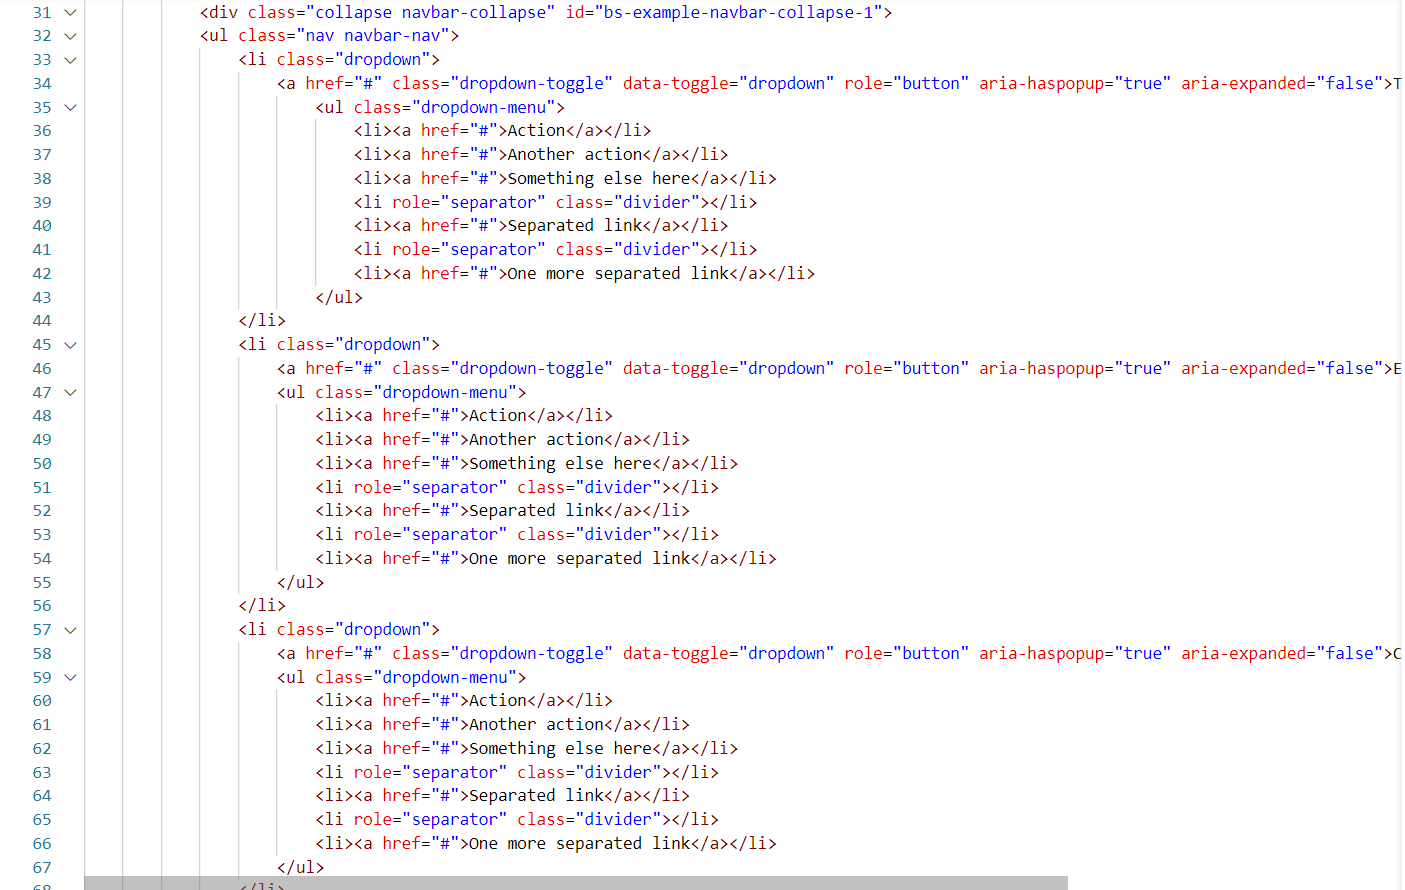 31 <div class="collapse navbar-collapse" id="bs-example-navbar-collapse-1">
32 <ul class="nav navbar-nav">
33 <li class="dropdown">
34 <a href="#" class="dropdown-toggle" data-toggle="dropdown" role="button" aria-haspopup="true" aria-expanded="false">T
35 <ul class="dropdown-menu">
36 <li><a href="#">Action</a></li>
37 <li><a href="#">Another action</a></li>
38 <li><a href="#">Something else here</a></li>
39 <li role="separator" class="divider"></li>
40 <li><a href="#">Separated link</a></li>
41 <li role="separator" class="divider"></li>
42 <li><a href="#">One more separated link</a></li>
43 </ul>
44 </li>
45 <li class="dropdown">
46 <a href="#" class="dropdown-toggle" data-toggle="dropdown" role="button" aria-haspopup="true" aria-expanded="false">E
47 <ul class="dropdown-menu">
48 <li><a href="#">Action</a></li>
49 <li><a href="#">Another action</a></li>
50 <li><a href="#">Something else here</a></li>
51 <li role="separator" class="divider"></li>
52 <li><a href="#">Separated link</a></li>
53 <li role="separator" class="divider"></li>
54 <li><a href="#">One more separated link</a></li>
55 </ul>
56 </li>
57 <li class="dropdown">
58 <a href="#" class="dropdown-toggle" data-toggle="dropdown" role="button" aria-haspopup="true" aria-expanded="false">C
59 <ul class="dropdown-menu">
60 <li><a href="#">Action</a></li>
61 <li><a href="#">Another action</a></li>
62 <li><a href="#">Something else here</a></li>
63 <li role="separator" class="divider"></li>
64 <li><a href="#">Separated link</a></li>
65 <li role="separator" class="divider"></li>
66 <li><a href="#">One more separated link</a></li>
67 </ul>
68 </li>